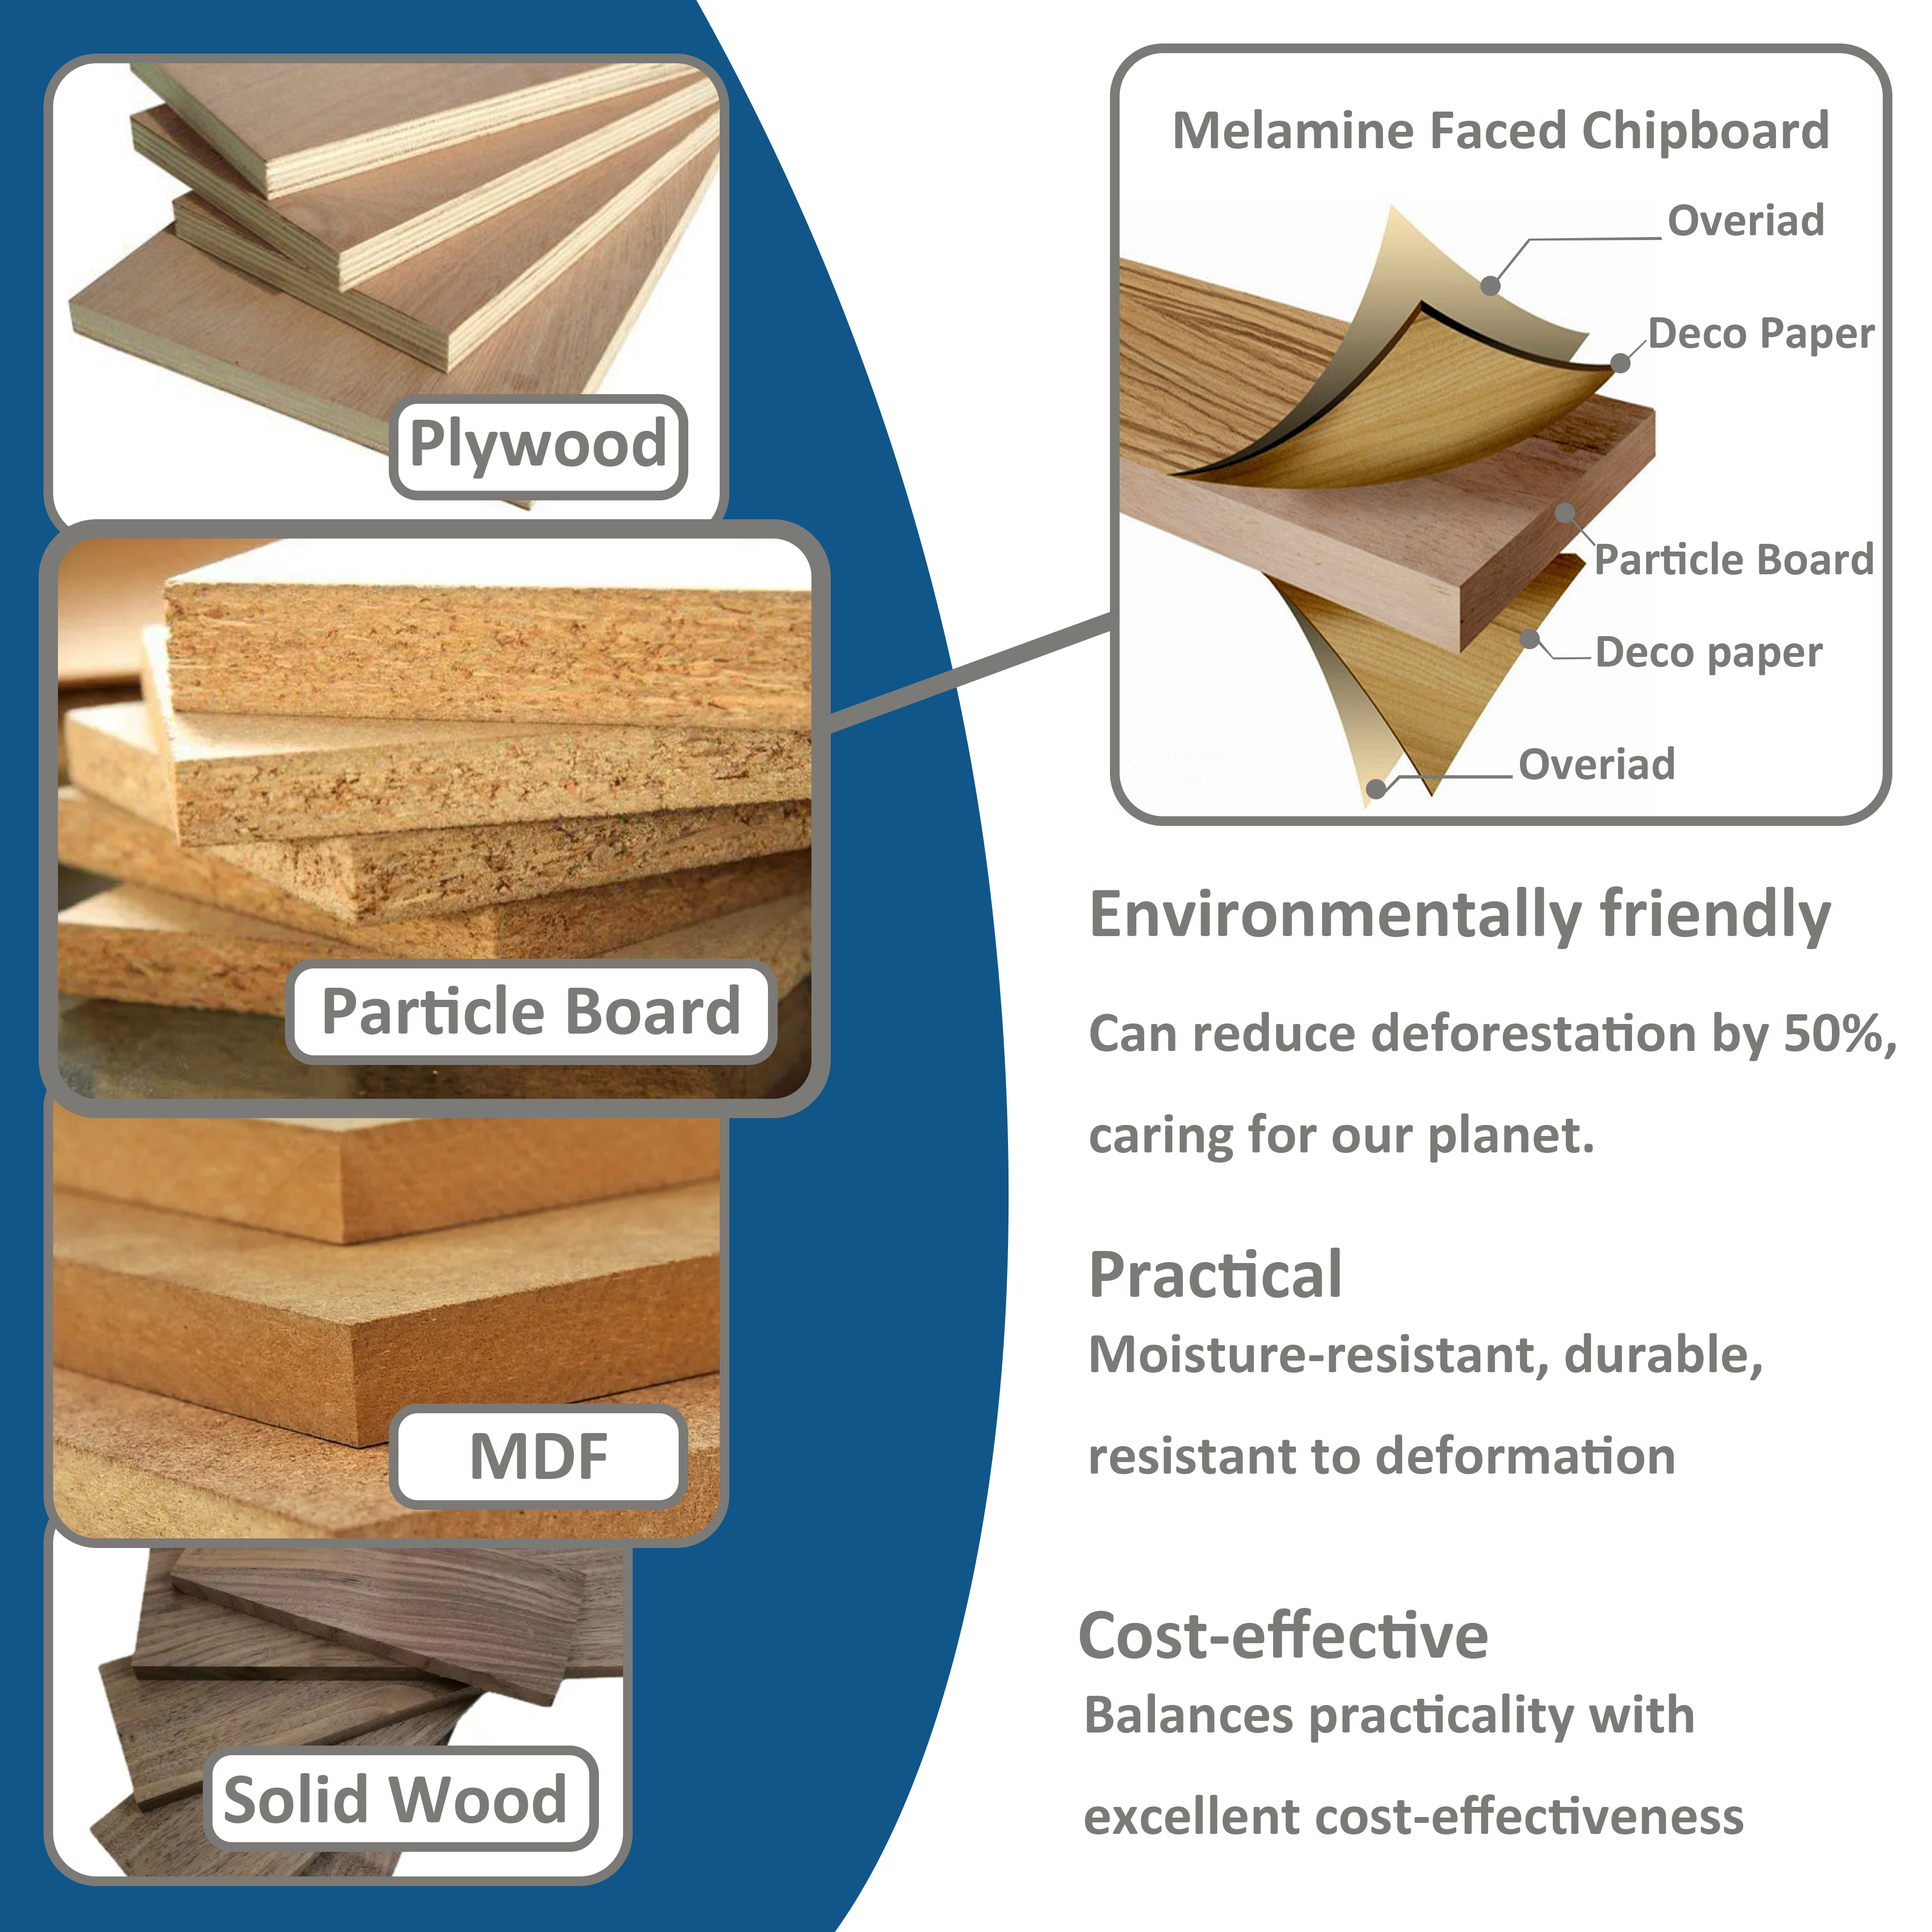 Plywood
Particle Board
MDF
Solid Wood
Melamine Faced Chipboard
Overiad
Deco Paper
Particle Board
Deco paper
Overiad
Environmentally friendly
Can reduce deforestation by 50%,
caring for our planet.
Practical
Moisture-resistant, durable,
resistant to deformation
Cost-effective
Balances practicality with
excellent cost-effectiveness